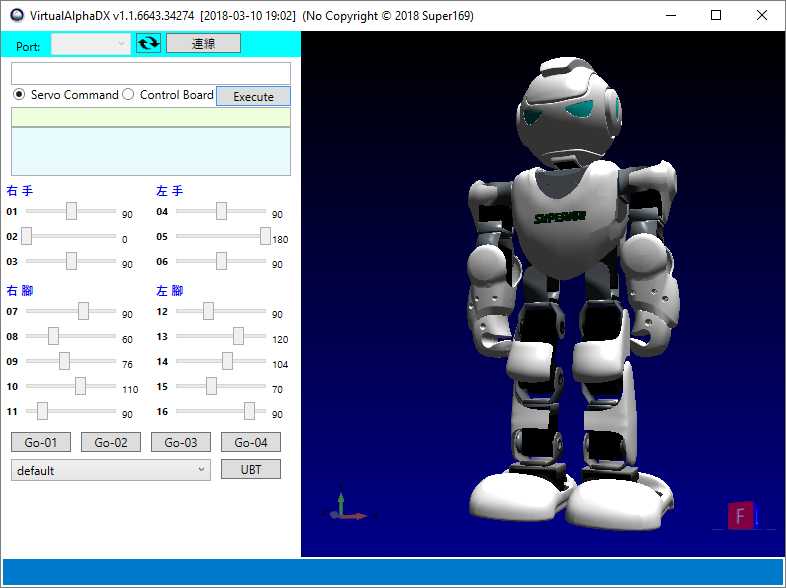 VirtualAlphaDX v1.1.6643.34274 [2018-03-10 19:02] (No Copyright © 2018 Super169)
Port:
連線
Servo Command Control Board Execute
右 手 左 手
01 90 04 90
02 0 05 180
03 90 06 90
右 腳 左 腳
07 90 12 90
08 60 13 120
09 76 14 104
10 110 15 70
11 90 16 90
Go-01 Go-02 Go-03 Go-04
default UBT
SUPER169
F